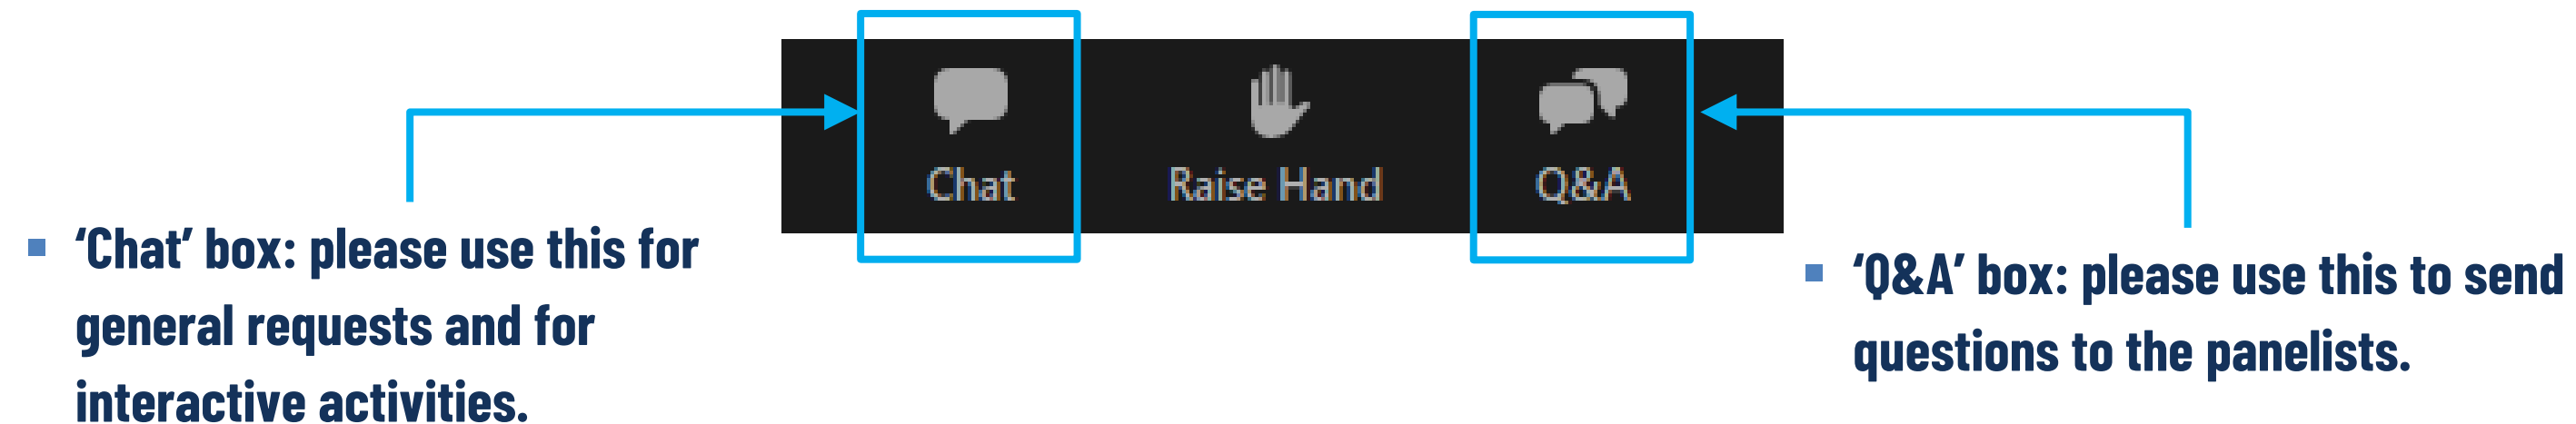 Chat
Raise Hand
Q&A
‘Chat’ box: please use this for
general requests and for
interactive activities.
‘Q&A’ box: please use this to send
questions to the panelists.